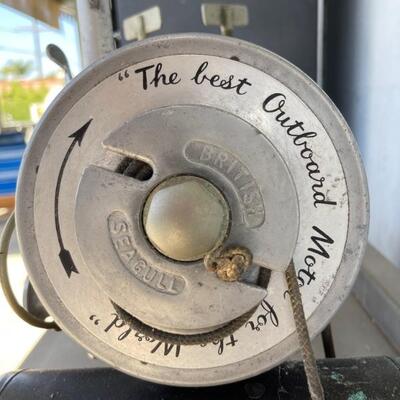 "The best Outboard Motor for the World"
BRITISH
SEAGULL